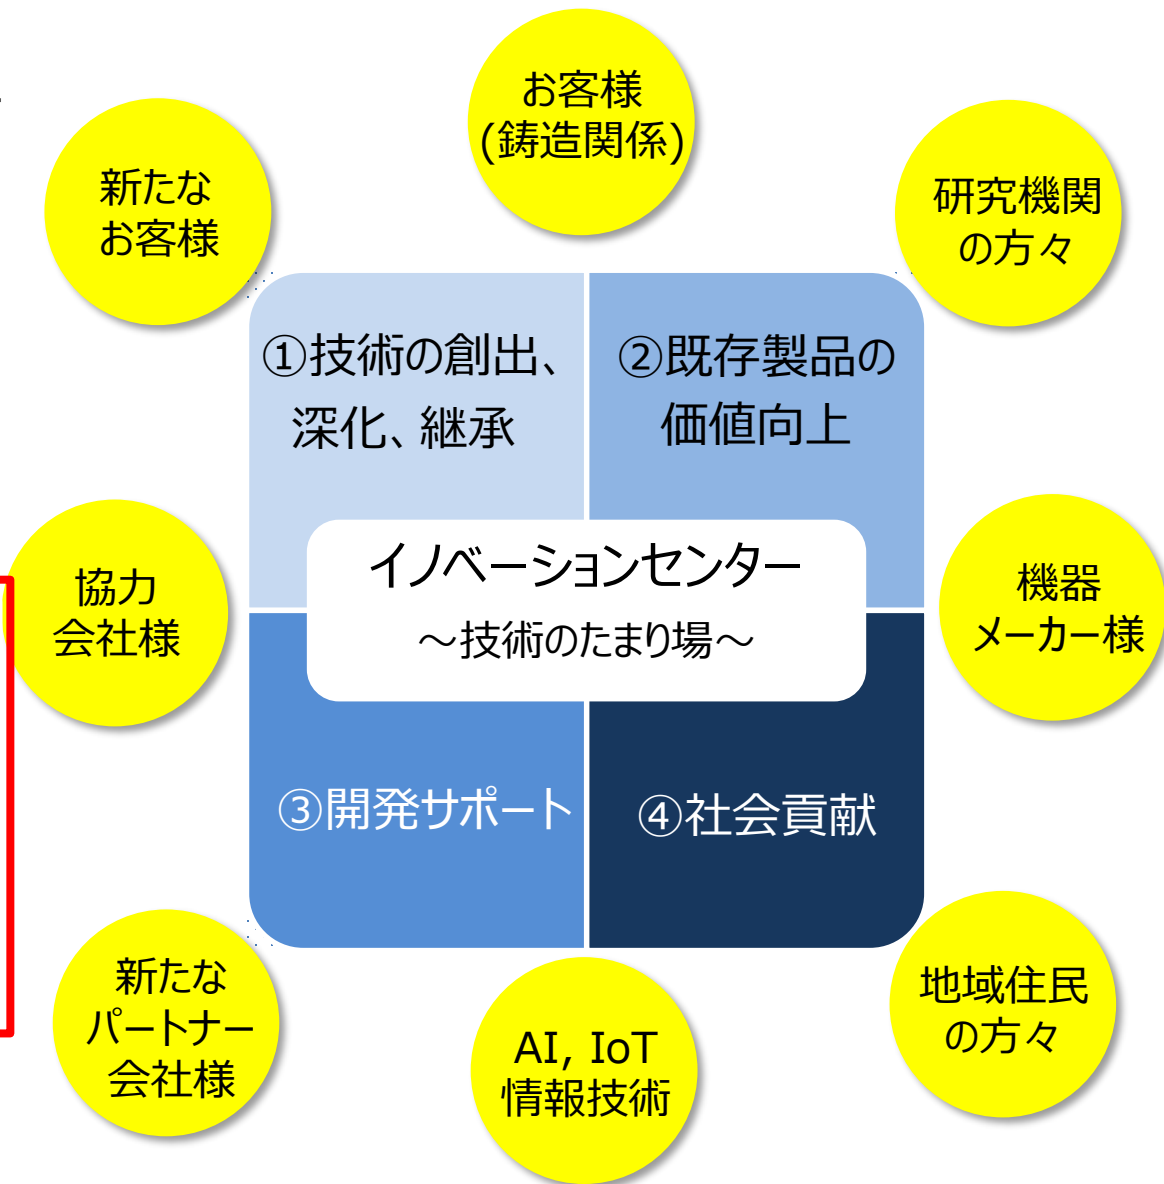 お客様
(鋳造関係)
新たな
お客様
研究機関
の方々
①技術の創出、
深化、継承
②既存製品の
価値向上
イノベーションセンター
～技術のたまり場～
協力
会社様
機器
メーカー様
③開発サポート
④社会貢献
新たな
パートナー
会社様
AI, IoT
情報技術
地域住民
の方々